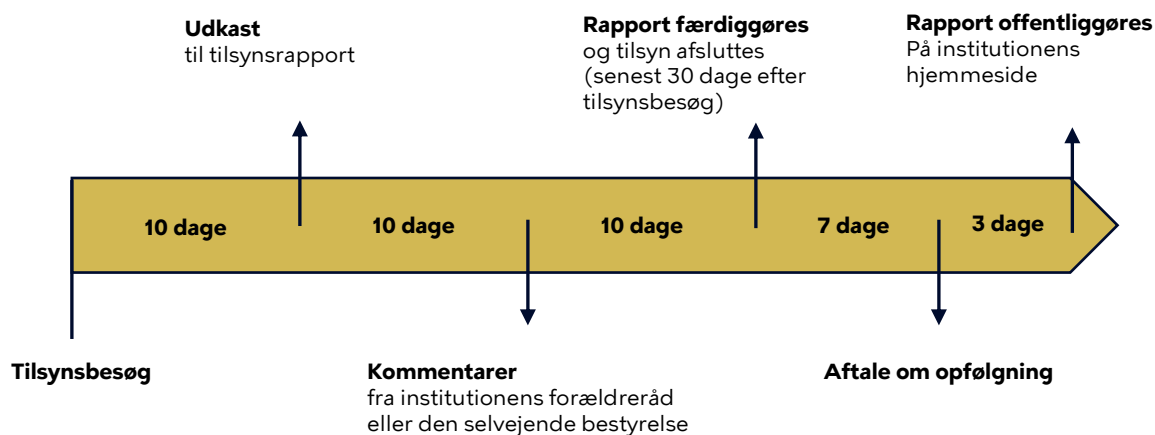 Udkast
til tilsynsrapport
Rapport færdiggøres
og tilsyn afsluttes
(senest 30 dage efter
tilsynsbesøg)
Rapport offentliggøres
På institutionens
hjemmeside
10 dage
10 dage
10 dage
7 dage
3 dage
Tilsynsbesøg
Kommentarer
fra institutionens forældreråd
eller den selvejende bestyrelse
Aftale om opfølgning